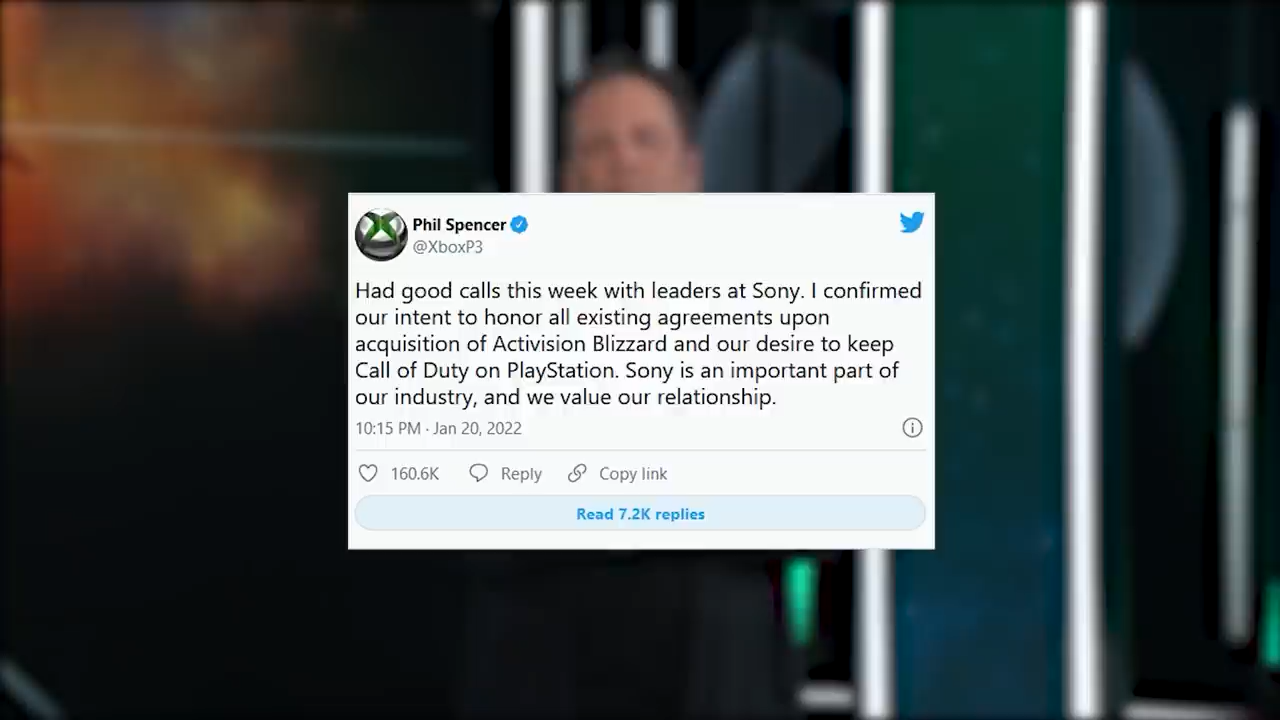 Phil Spencer
@XboxP3
Had good calls this week with leaders at Sony. I confirmed
our intent to honor all existing agreements upon
acquisition of Activision Blizzard and our desire to keep
Call of Duty on PlayStation. Sony is an important part of
our industry, and we value our relationship.
10:15 PM · Jan 20, 2022
160.6K Reply Copy link
Read 7.2K replies